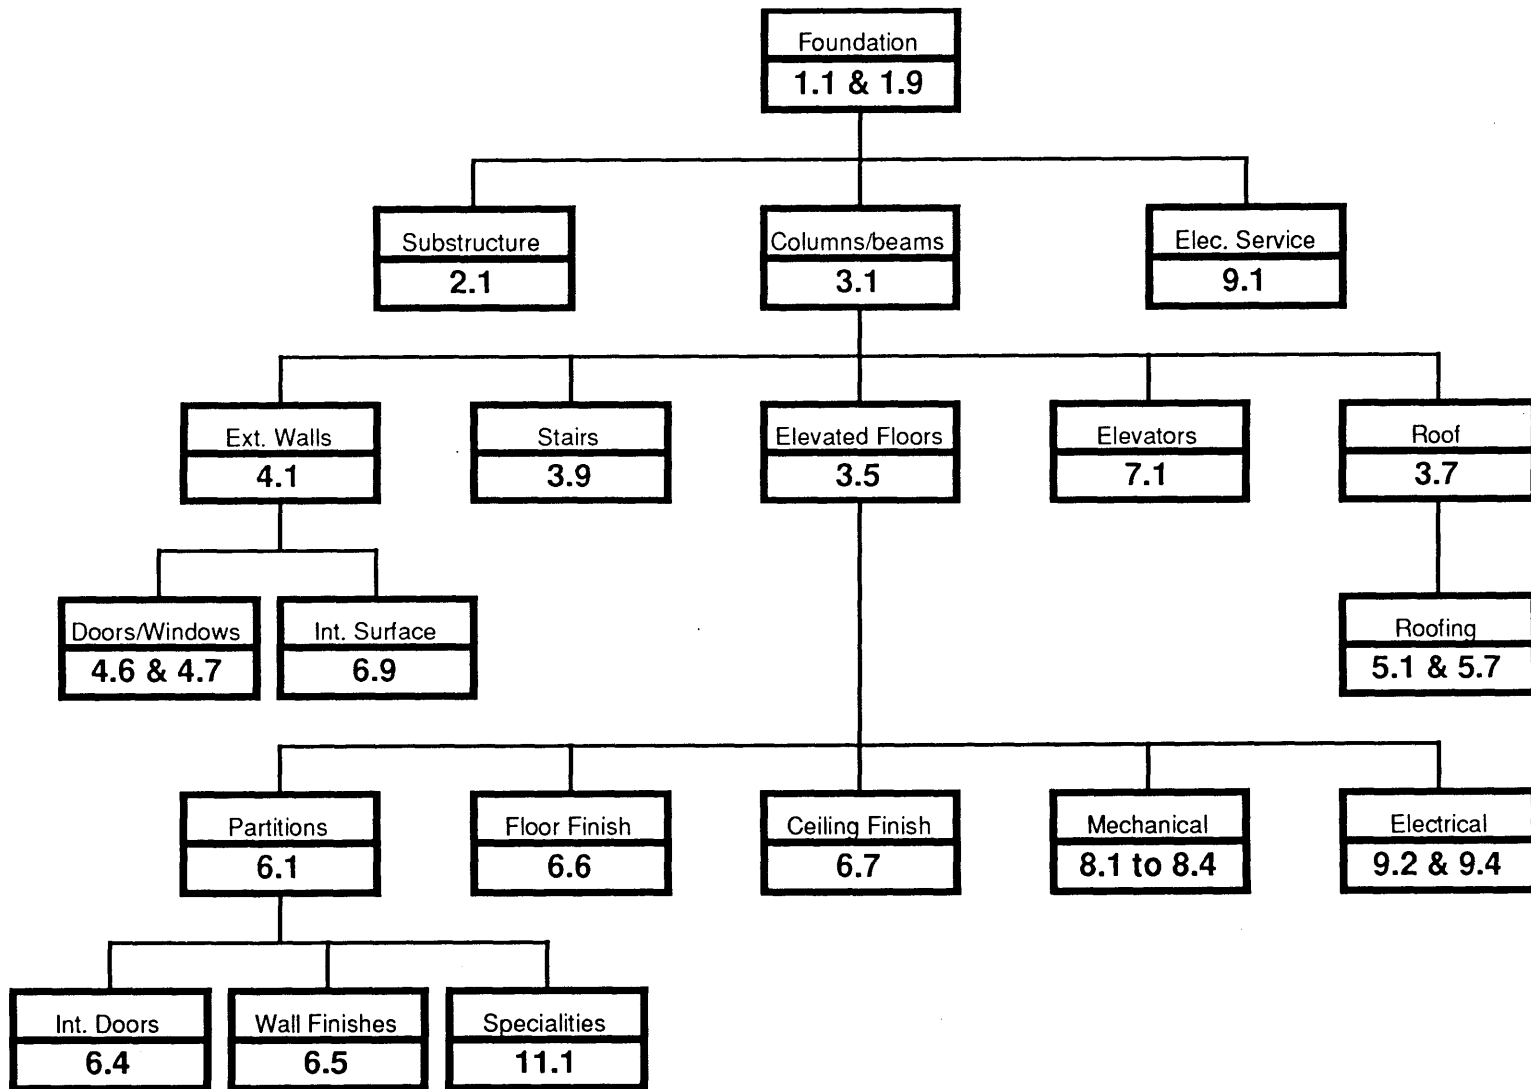 Foundation
1.1 & 1.9
Substructure
2.1
Columns/beams
3.1
Elec. Service
9.1
Ext. Walls
4.1
Stairs
3.9
Elevated Floors
3.5
Elevators
7.1
Roof
3.7
Doors/Windows
4.6 & 4.7
Int. Surface
6.9
Roofing
5.1 & 5.7
Partitions
6.1
Floor Finish
6.6
Ceiling Finish
6.7
Mechanical
8.1 to 8.4
Electrical
9.2 & 9.4
Int. Doors
6.4
Wall Finishes
6.5
Specialities
11.1